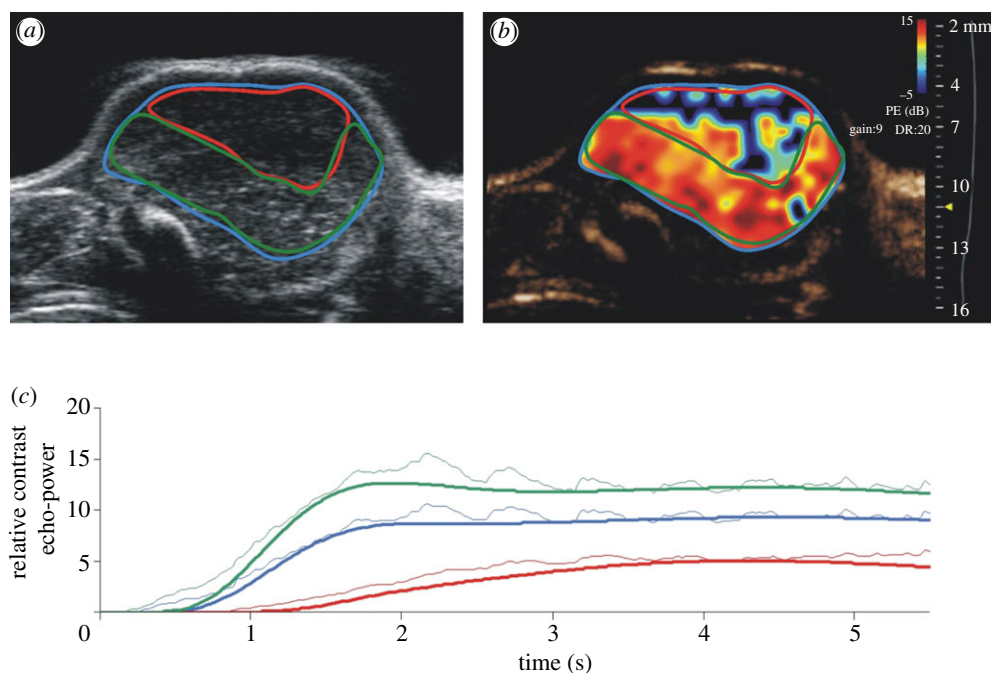 (a)
(b)
15
–5
PE (dB)
gain:9 DR:20
2 mm
4
7
10
13
16
(c)
20
15
10
5
relative contrast
echo-power
0
1
2
3
4
5
time (s)